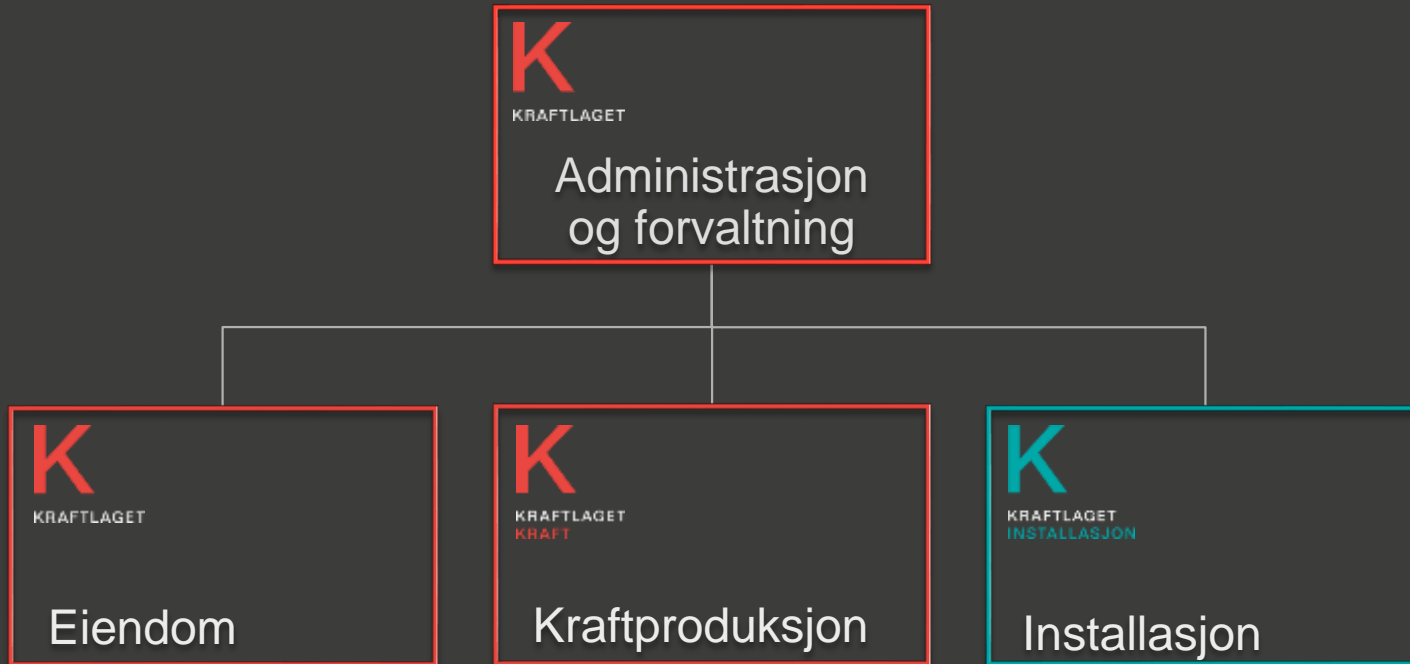 K
KRAFTLAGET
Administrasjon
og forvaltning
K
KRAFTLAGET
Eiendom
K
KRAFTLAGET
KRAFT
Kraftproduksjon
K
KRAFTLAGET
INSTALLASJON
Installasjon